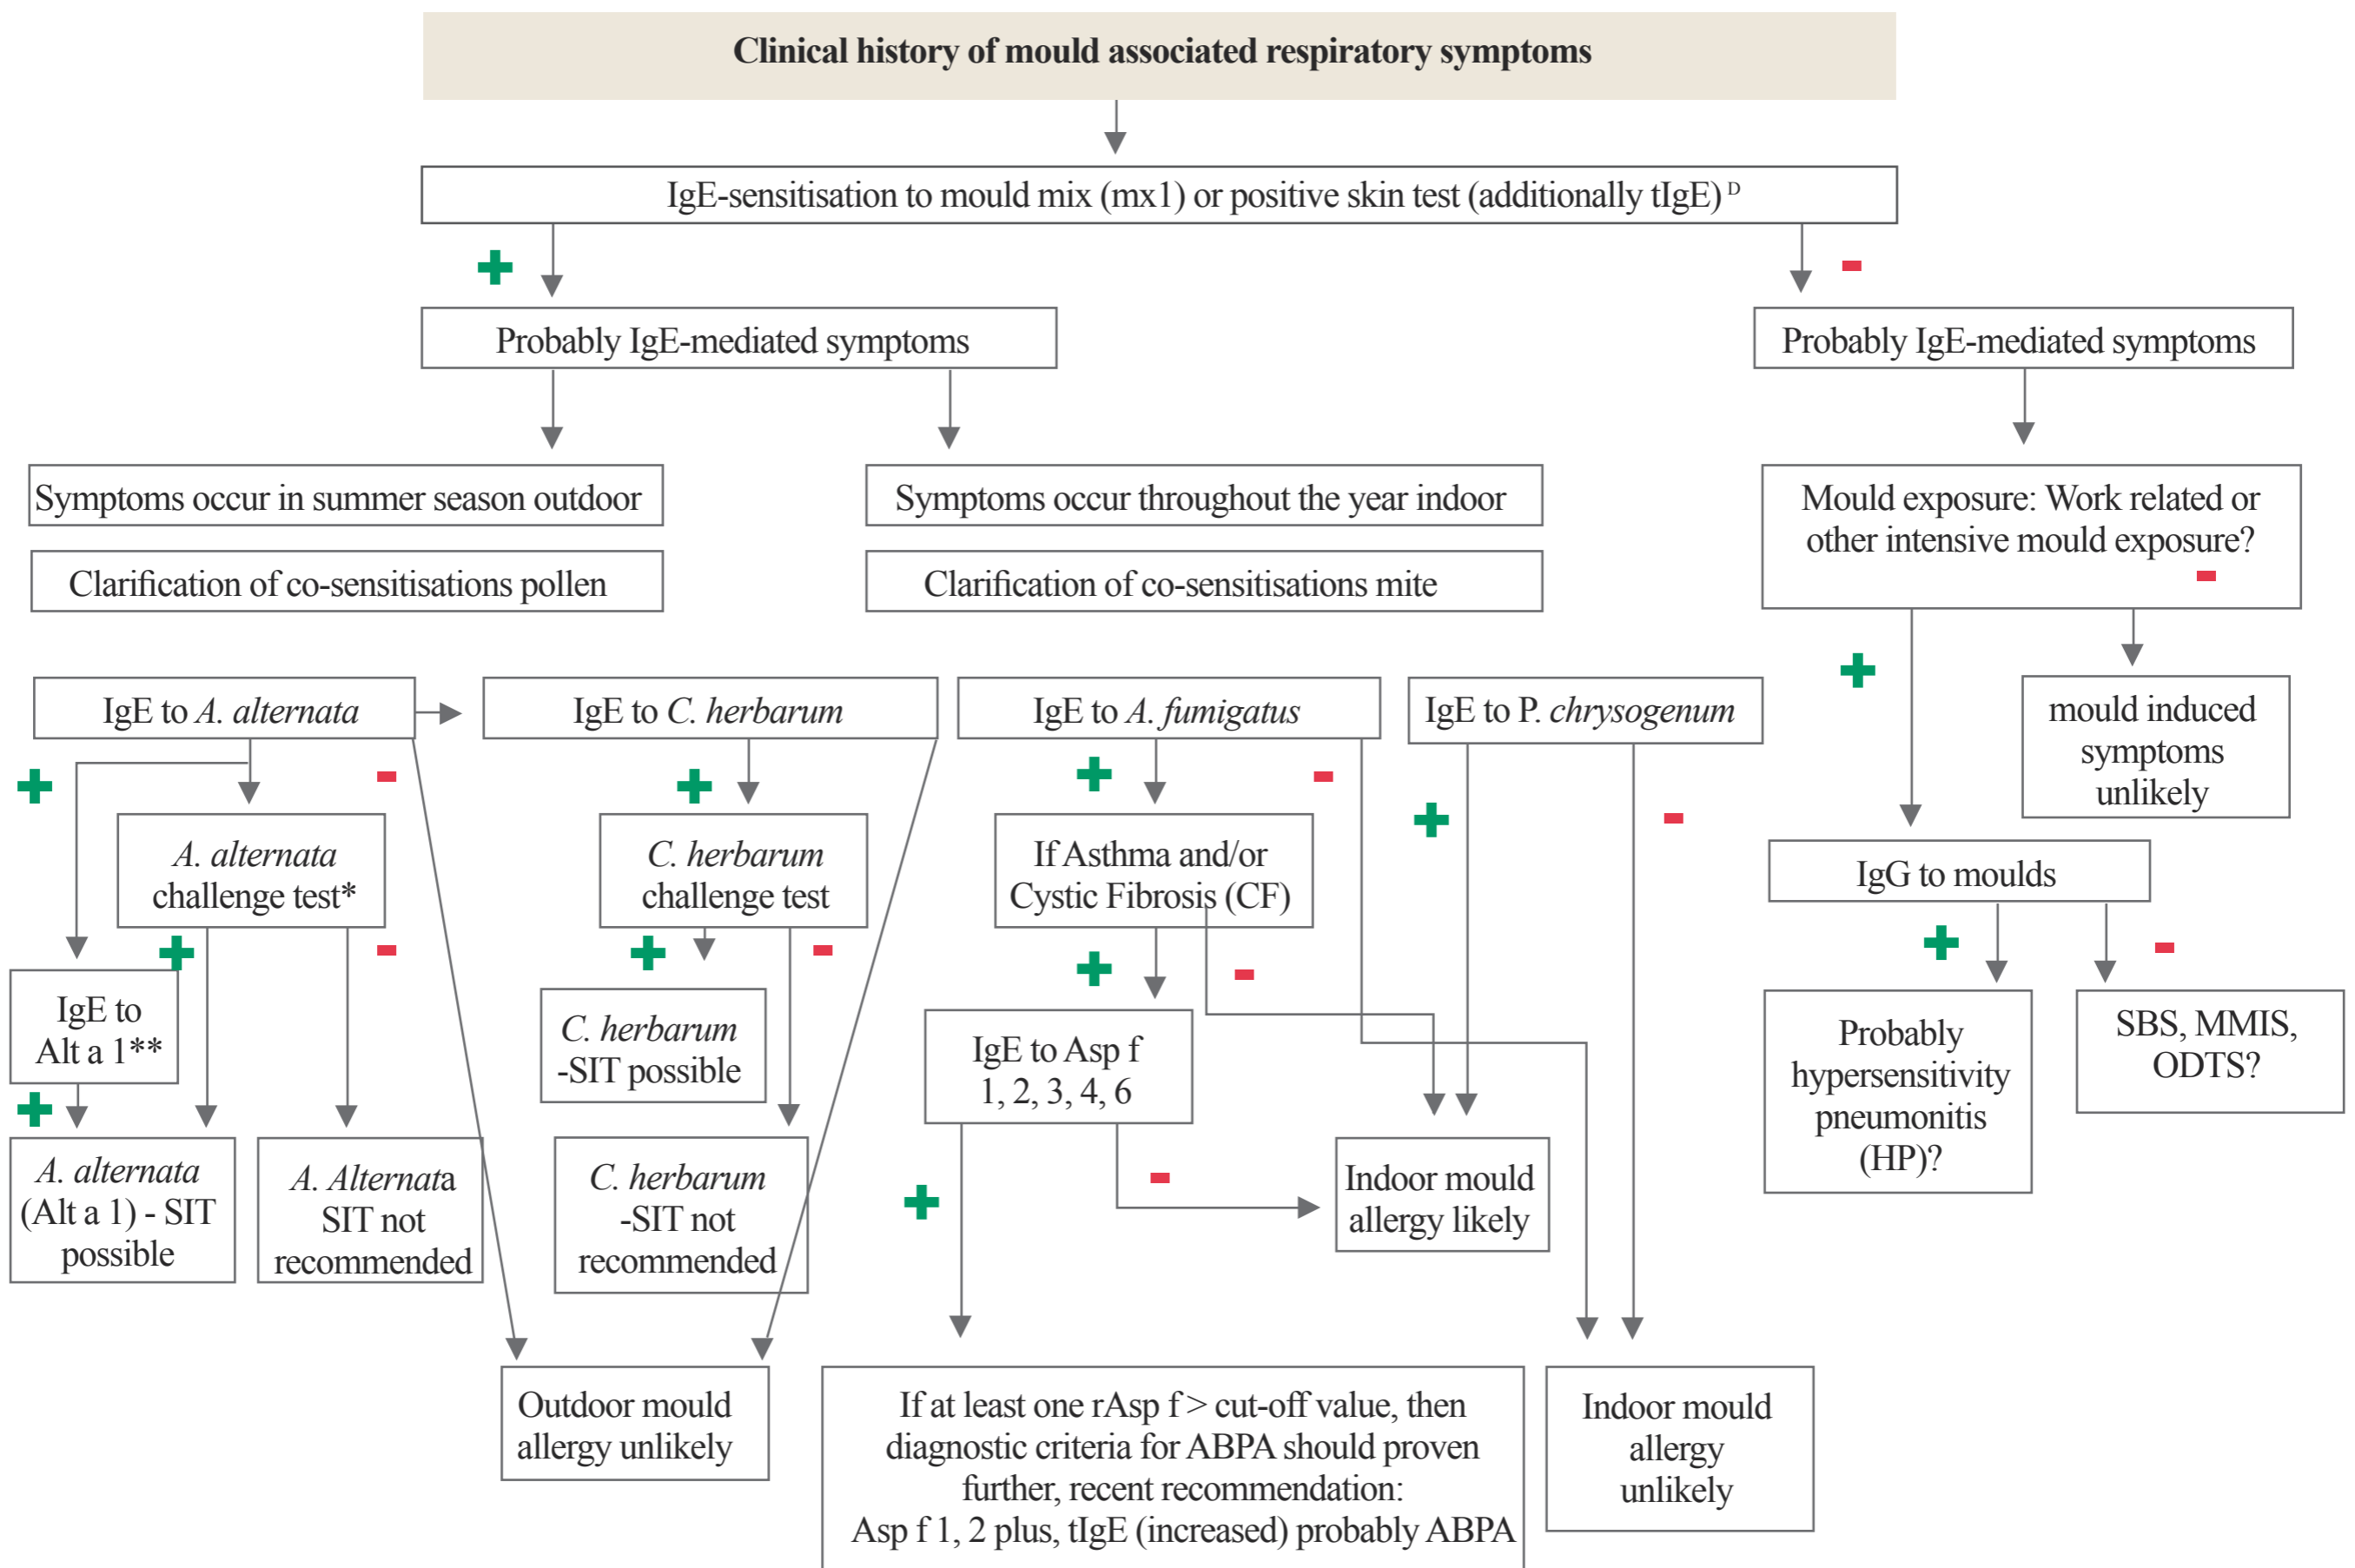 Clinical history of mould associated respiratory symptoms
IgE-sensitisation to mould mix (mx1) or positive skin test (additionally tIgE) D
+
-
Probably IgE-mediated symptoms
Probably IgE-mediated symptoms
Symptoms occur in summer season outdoor
Symptoms occur throughout the year indoor
Mould exposure: Work related or
other intensive mould exposure?
-
Clarification of co-sensitisations pollen
Clarification of co-sensitisations mite
+
IgE to A. alternata
IgE to C. herbarum
IgE to A. fumigatus
IgE to P. chrysogenum
mould induced
symptoms
unlikely
+
-
+
+
-
+
-
A. alternata
challenge test*
C. herbarum
challenge test
If Asthma and/or
Cystic Fibrosis (CF)
IgG to moulds
+
-
+
-
+
-
+
-
IgE to
Alt a 1**
C. herbarum
-SIT possible
IgE to Asp f
1, 2, 3, 4, 6
Probably
hypersensitivity
pneumonitis
(HP)?
SBS, MMIS,
ODTS?
+
A. alternata
(Alt a 1) - SIT
possible
A. Alternata
SIT not
recommended
C. herbarum
-SIT not
recommended
+
-
Indoor mould
allergy likely
Outdoor mould
allergy unlikely
If at least one rAsp f > cut-off value, then
diagnostic criteria for ABPA should proven
further, recent recommendation:
Asp f 1, 2 plus, tIgE (increased) probably ABPA
Indoor mould
allergy
unlikely